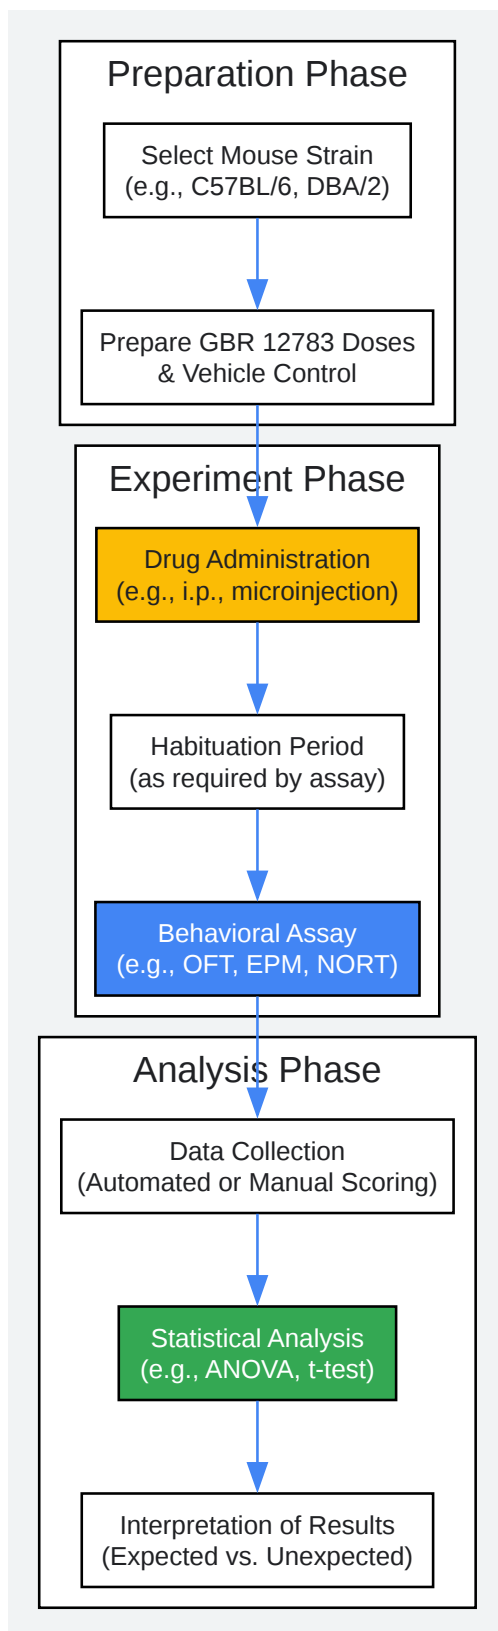 Preparation Phase
Select Mouse Strain
(e.g., C57BL/6, DBA/2)
Prepare GBR 12783 Doses
& Vehicle Control
Experiment Phase
Drug Administration
(e.g., i.p., microinjection)
Habituation Period
(as required by assay)
Behavioral Assay
(e.g., OFT, EPM, NORT)
Analysis Phase
Data Collection
(Automated or Manual Scoring)
Statistical Analysis
(e.g., ANOVA, t-test)
Interpretation of Results
(Expected vs. Unexpected)